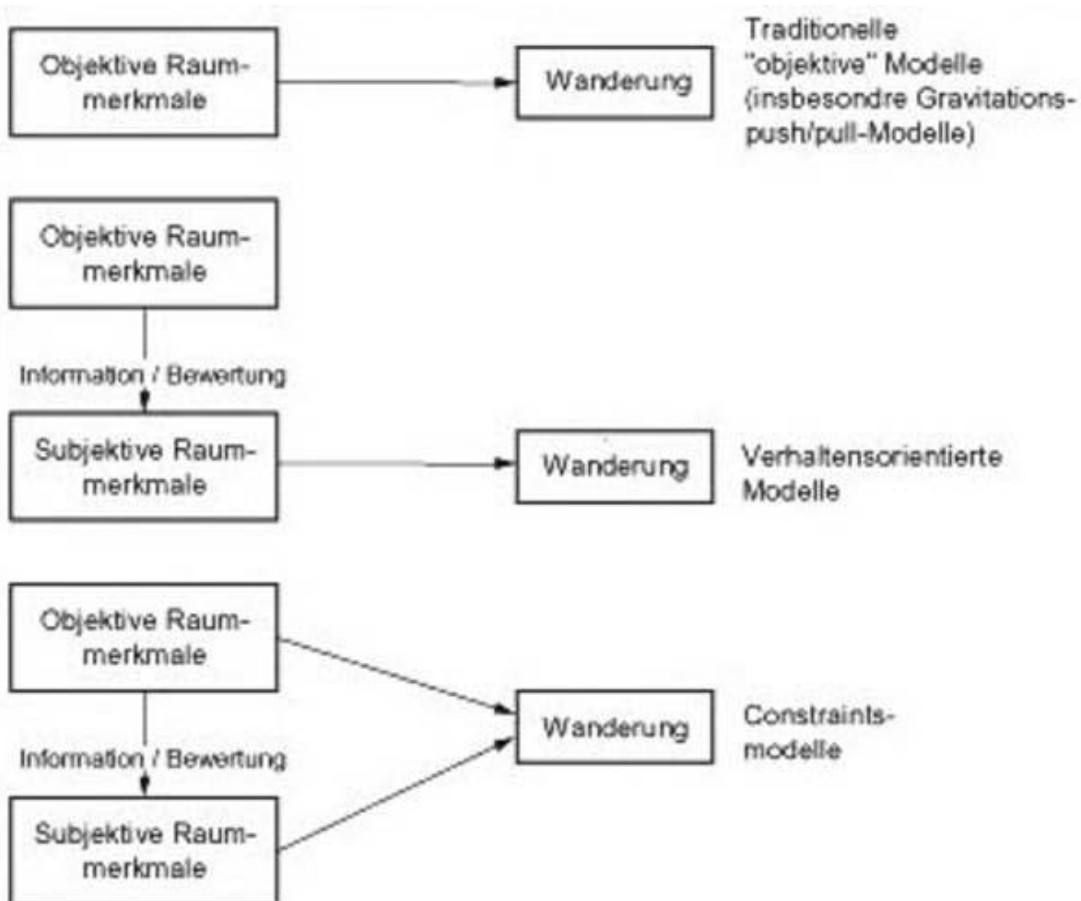 Objektive Raum-
merkmale
Wanderung
Traditionelle
"objektive" Modelle
(insbesondre Gravitations-
push/pull-Modelle)
Objektive Raum-
merkmale
Information / Bewertung
Subjektive Raum-
merkmale
Wanderung
Verhaltensorientierte
Modelle
Objektive Raum-
merkmale
Information / Bewertung
Subjektive Raum-
merkmale
Wanderung
Constraints-
modelle